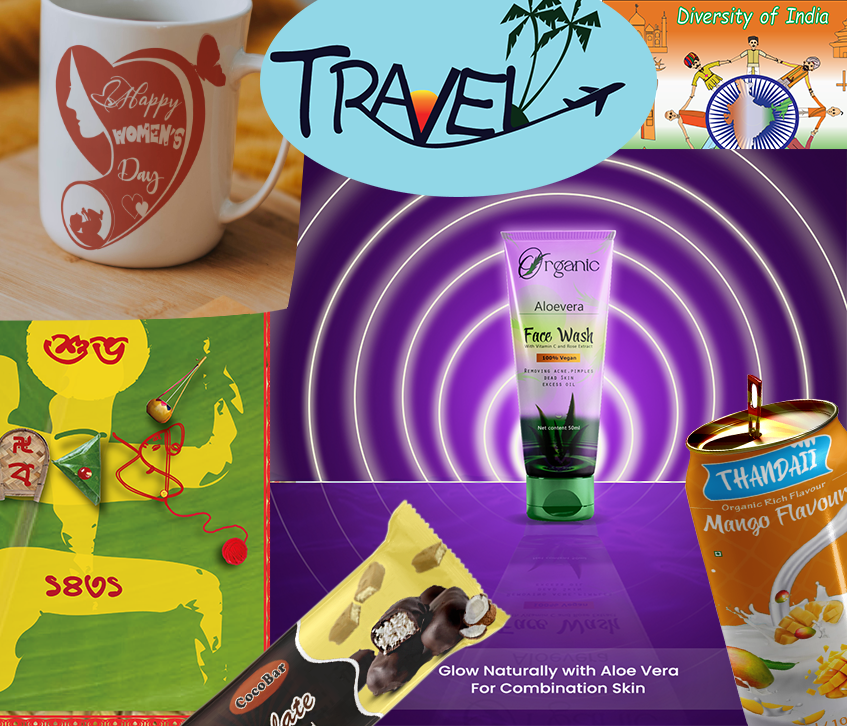 Happy
WOMEN'S
Day
TRAVEL
Diversity of India
Organic
Aloevera
Face Wash
With Vitamin C and Rose Extract
100% Vegan
REMOVING ACNE,PIMPLES
DEAD SKIN
EXCESS OIL
Net content 50ml
শুভ
নব
১৪৩১
THANDAII
Organic Rich Flavour
Mango Flavour
CocoBar
Glow Naturally with Aloe Vera
For Combination Skin